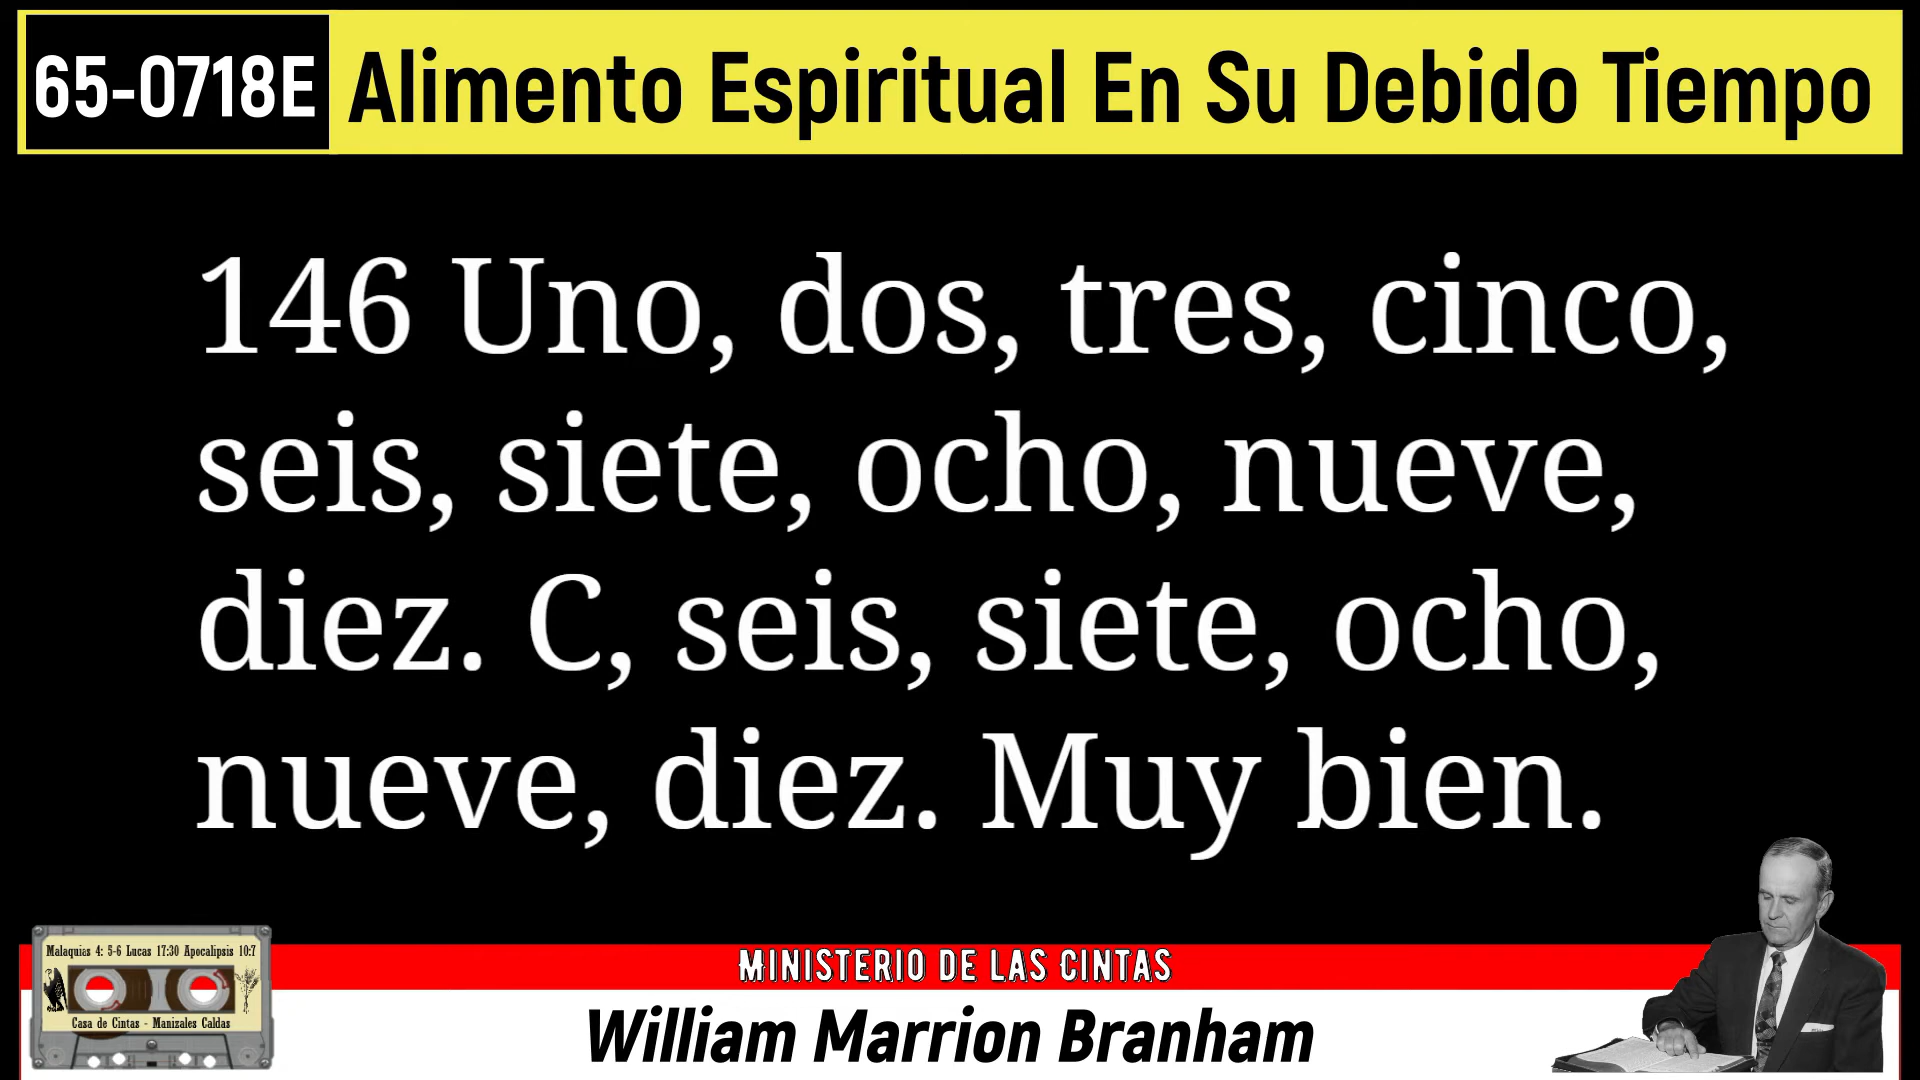 65-0718E Alimento Espiritual En Su Debido Tiempo
146 Uno, dos, tres, cinco,
seis, siete, ocho, nueve,
diez. C, seis, siete, ocho,
nueve, diez. Muy bien.
Malaquias 4: 5-6 Lucas 17:30 Apocalipsis 10:7
Casa de Cintas - Manizales Caldas
MINISTERIO DE LAS CINTAS
William Marrion Branham